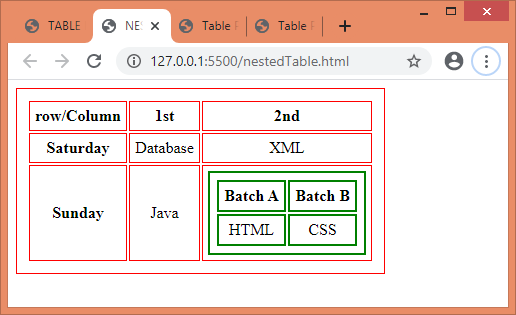 TABLE
NES
Table F
Table F
127.0.0.1:5500/nestedTable.html
row/Column 1st 2nd
Saturday Database XML
Sunday Java
Batch A Batch B
HTML CSS